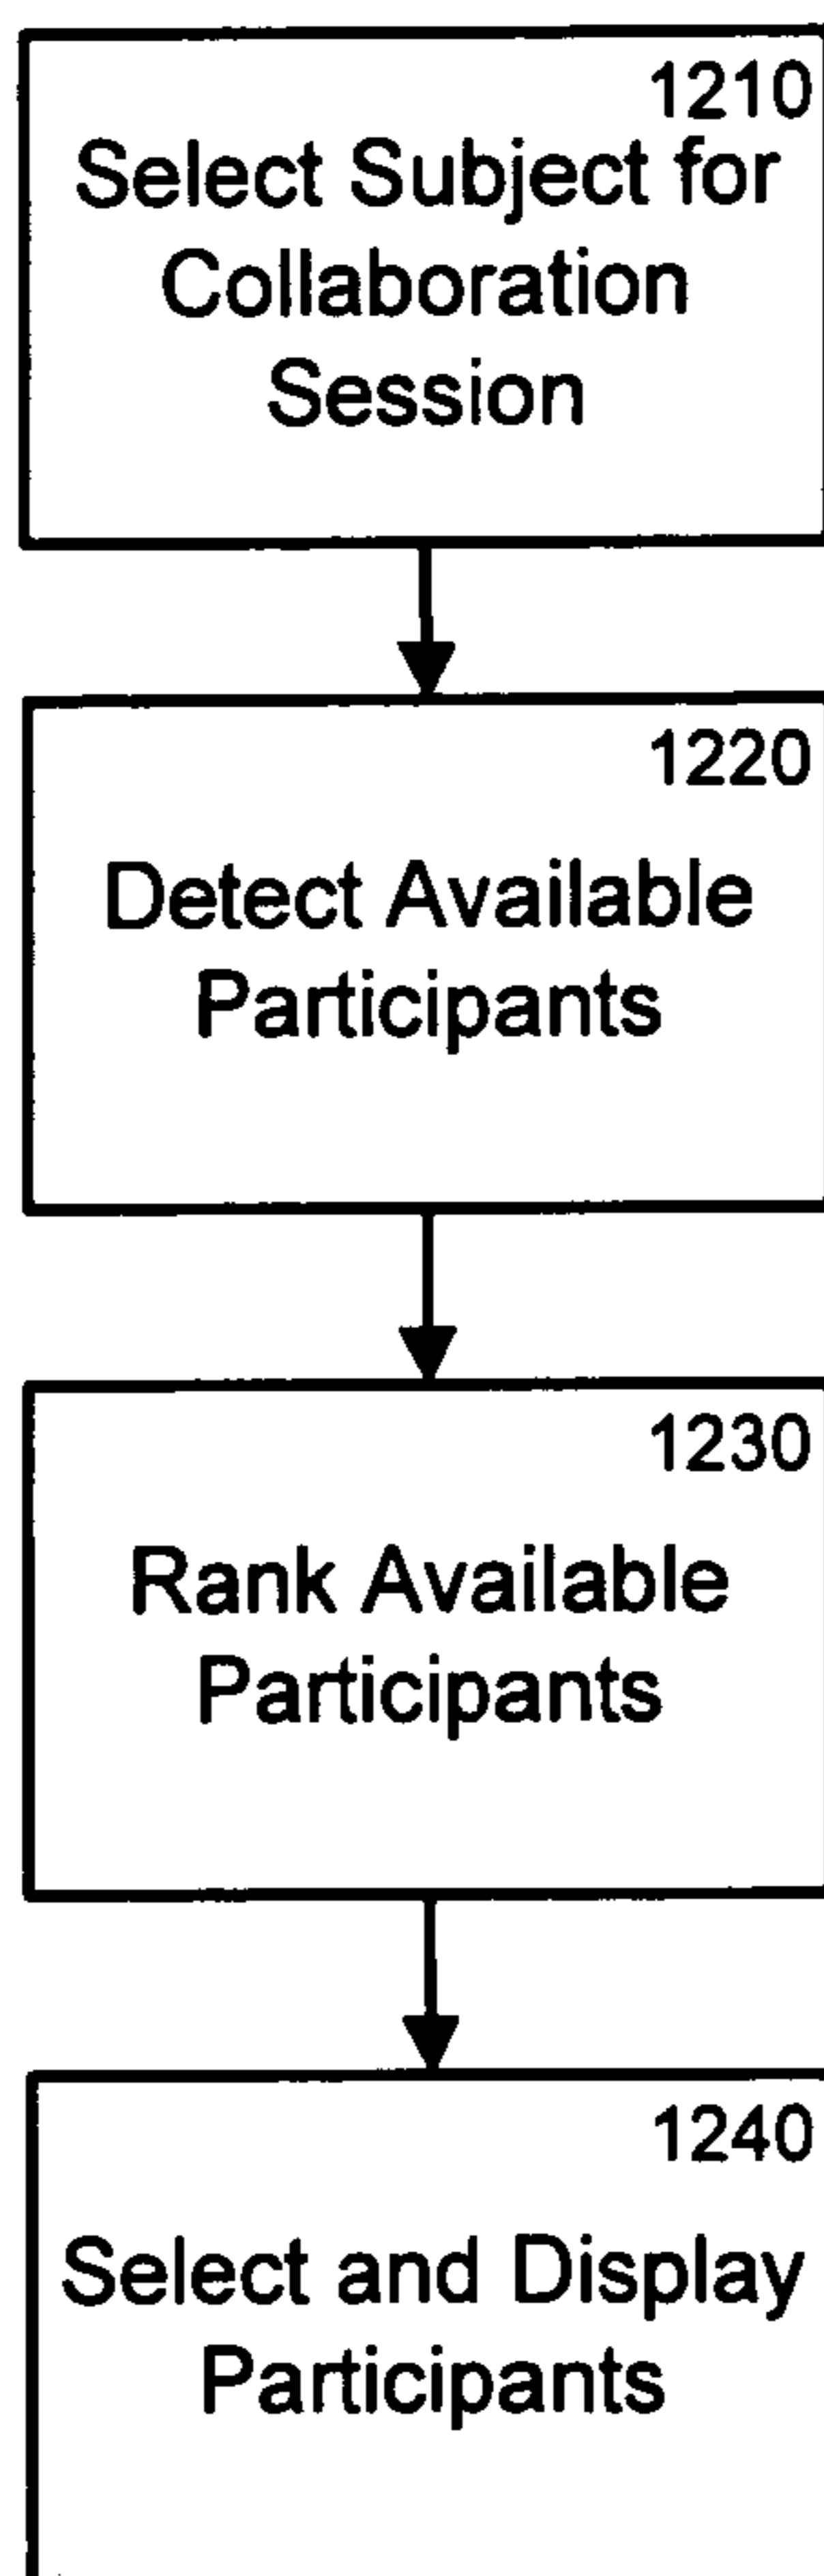 1210
Select Subject for
Collaboration
Session
1220
Detect Available
Participants
1230
Rank Available
Participants
1240
Select and Display
Participants